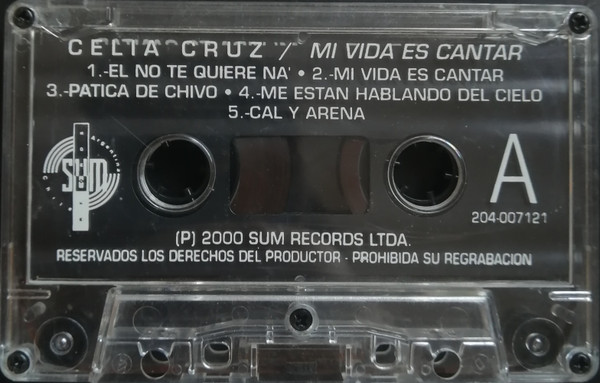 CELIA CRUZ / MI VIDA ES CANTAR
1.-EL NO TE QUIERE NA' • 2.-MI VIDA ES CANTAR
3.-PATICA DE CHIVO • 4.-ME ESTAN HABLANDO DEL CIELO
5.-CAL Y ARENA
Argentina
SUM
A
204-007121
(P) 2000 SUM RECORDS LTDA.
RESERVADOS LOS DERECHOS DEL PRODUCTOR - PROHIBIDA SU REGRABACION